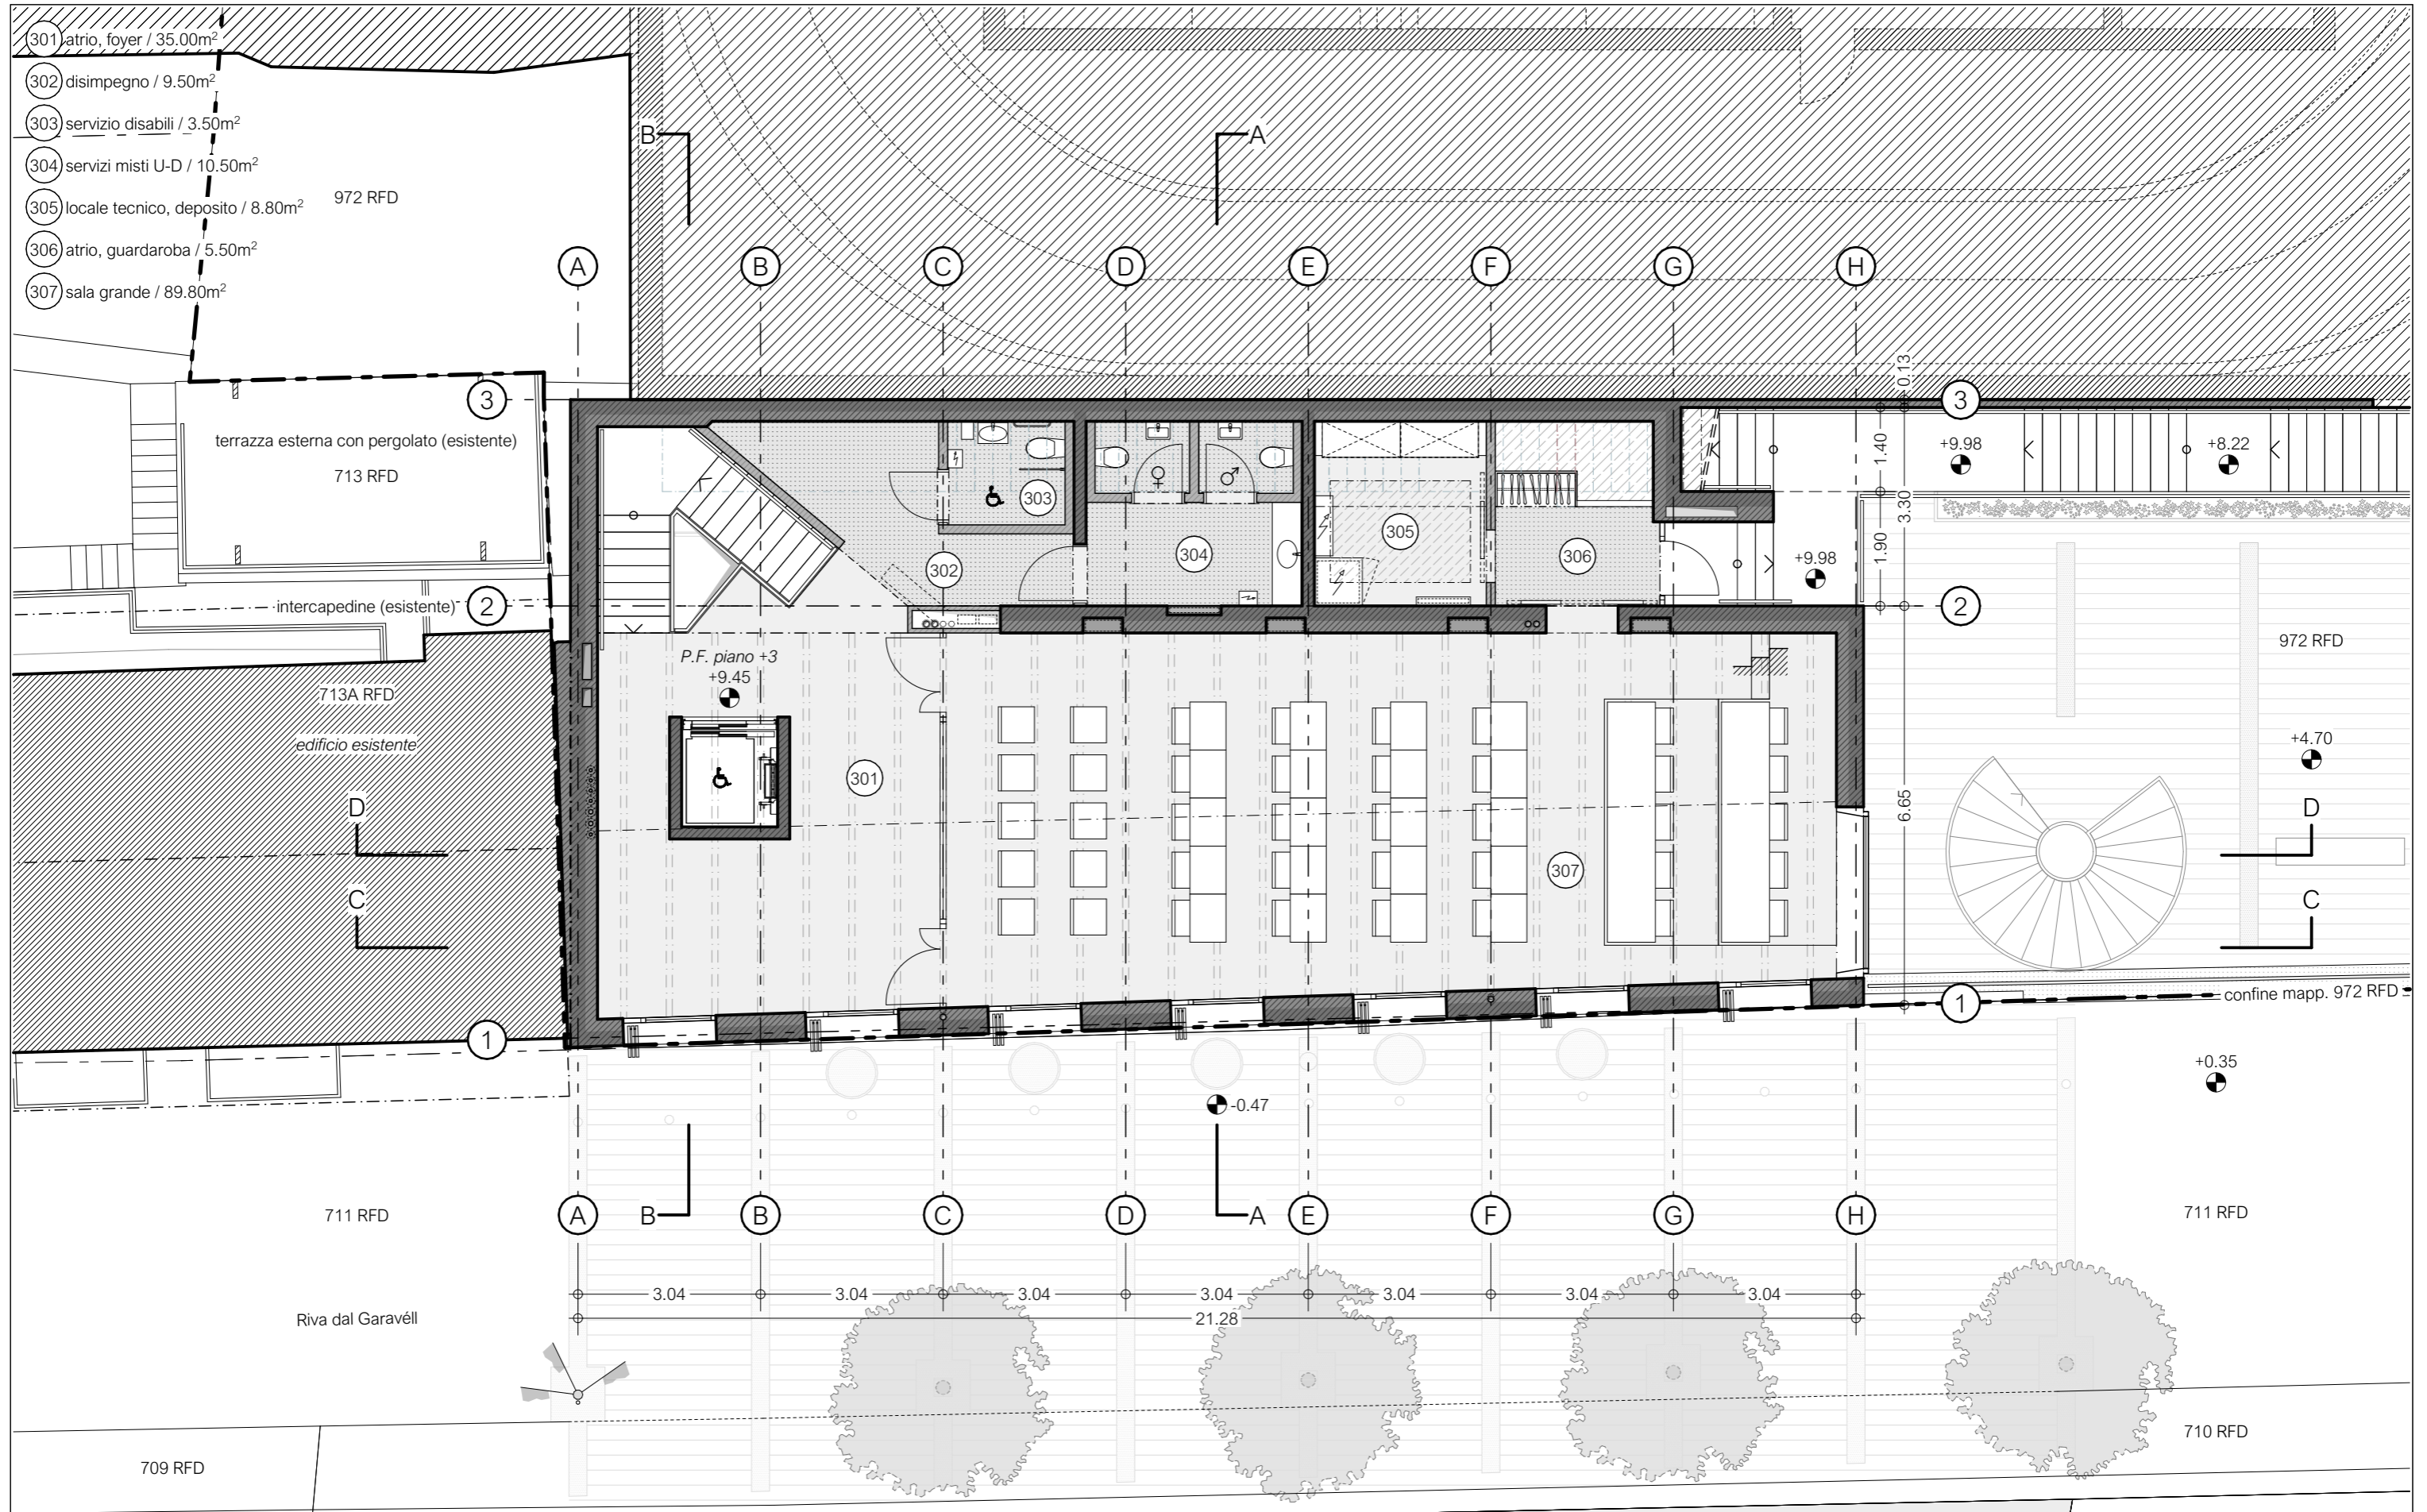 301 atrio, foyer / 35.00m²
302 disimpegno / 9.50m²
303 servizio disabili / 3.50m²
304 servizi misti U-D / 10.50m²
305 locale tecnico, deposito / 8.80m²
306 atrio, guardaroba / 5.50m²
307 sala grande / 89.80m²
B A
972 RFD
A B C D E F G H
0.13
3 3
terrazza esterna con pergolato (esistente)
713 RFD
+9.98 +8.22
1.40
303
3.30
305
304 306
302
+9.98
1.90
intercapedine (esistente) 2 2
972 RFD
P.F. piano +3
+9.45
713A RFD
edificio esistente
+4.70
301
6.65
D D
307
C C
confine mapp. 972 RFD
1 1
+0.35
-0.47
711 RFD
A B B C D A E F G H
711 RFD
3.04 3.04 3.04 3.04 3.04 3.04 3.04
21.28
Riva dal Garavéll
710 RFD
709 RFD